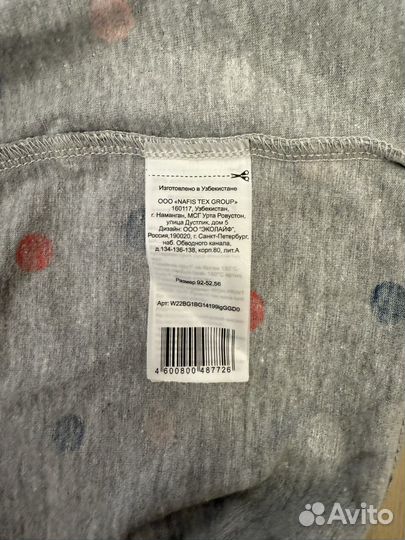 Изготовлено в Узбекистане
ООО «NAFIS TEX GROUP»
160117, Узбекистан,
г. Наманган, МСГ Урта Ровустон,
улица Дустлик, дом 5
Дизайн: ООО "ЭКОЛАЙФ",
Россия,190020, г. Санкт-Петербург,
наб. Обводного канала,
д.134-136-138, корп.80, лит.А
Размер 92-52,56
Арт: W22BG1BG14199igGGD0
4 600800 487726
Avito